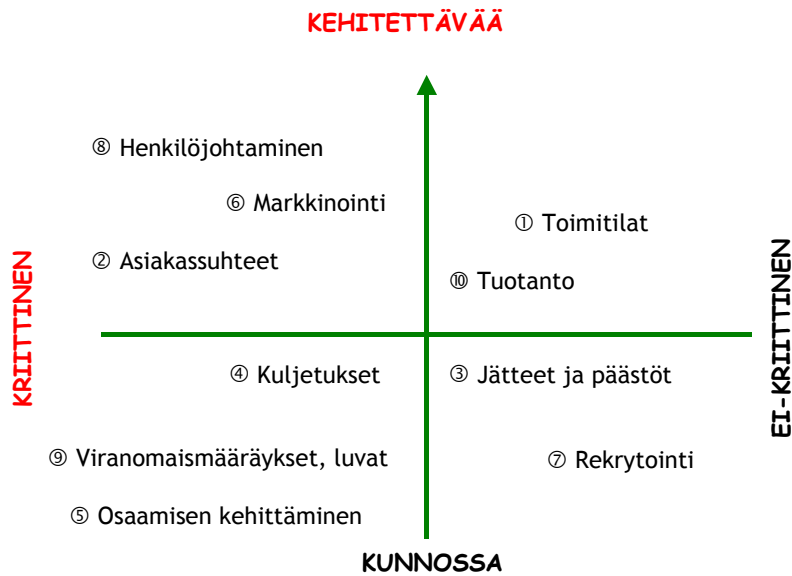 KEHITETTÄVÄÄ
⑧ Henkilöjohtaminen
⑥ Markkinointi
① Toimitilat
② Asiakassuhteet
⑩ Tuotanto
KRIITTINEN
EI-KRIITTINEN
④ Kuljetukset
③ Jätteet ja päästöt
⑨ Viranomaismääräykset, luvat
⑦ Rekrytointi
⑤ Osaamisen kehittäminen
KUNNOSSA